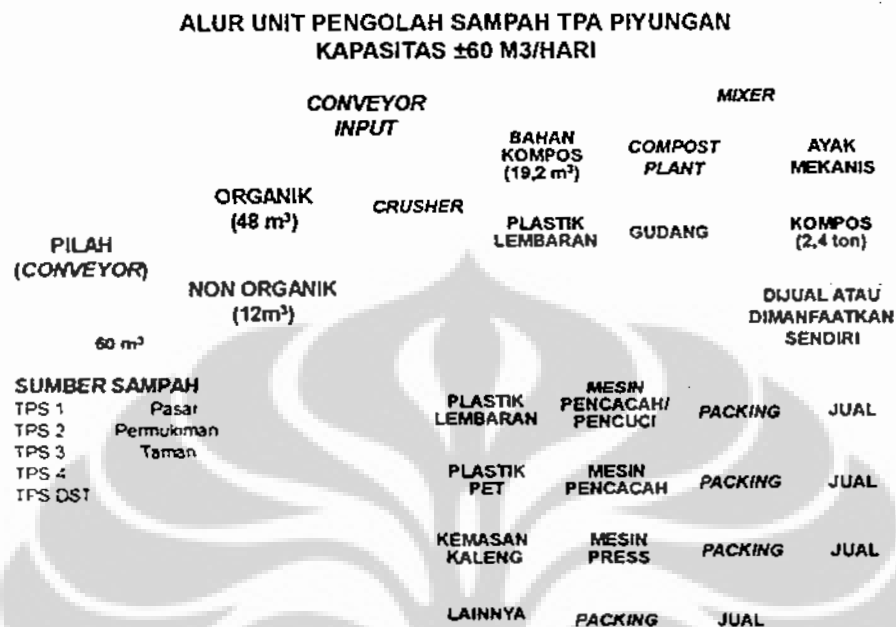 ALUR UNIT PENGOLAH SAMPAH TPA PIYUNGAN
KAPASITAS ±60 M3/HARI
CONVEYOR
INPUT
MIXER
BAHAN
KOMPOS
(19,2 m³)
COMPOST
PLANT
AYAK
MEKANIS
ORGANIK
(48 m³)
CRUSHER
PLASTIK
LEMBARAN
GUDANG
KOMPOS
(2,4 ton)
PILAH
(CONVEYOR)
NON ORGANIK
(12m³)
DIJUAL ATAU
DIMANFAATKAN
SENDIRI
60 m³
SUMBER SAMPAH
TPS 1 Pasar
TPS 2 Permukiman
TPS 3 Taman
TPS 4
TPS DST
PLASTIK
LEMBARAN
MESIN
PENCACAH/
PENCUCI
PACKING
JUAL
PLASTIK
PET
MESIN
PENCACAH
PACKING
JUAL
KEMASAN
KALENG
MESIN
PRESS
PACKING
JUAL
LAINNYA
PACKING
JUAL